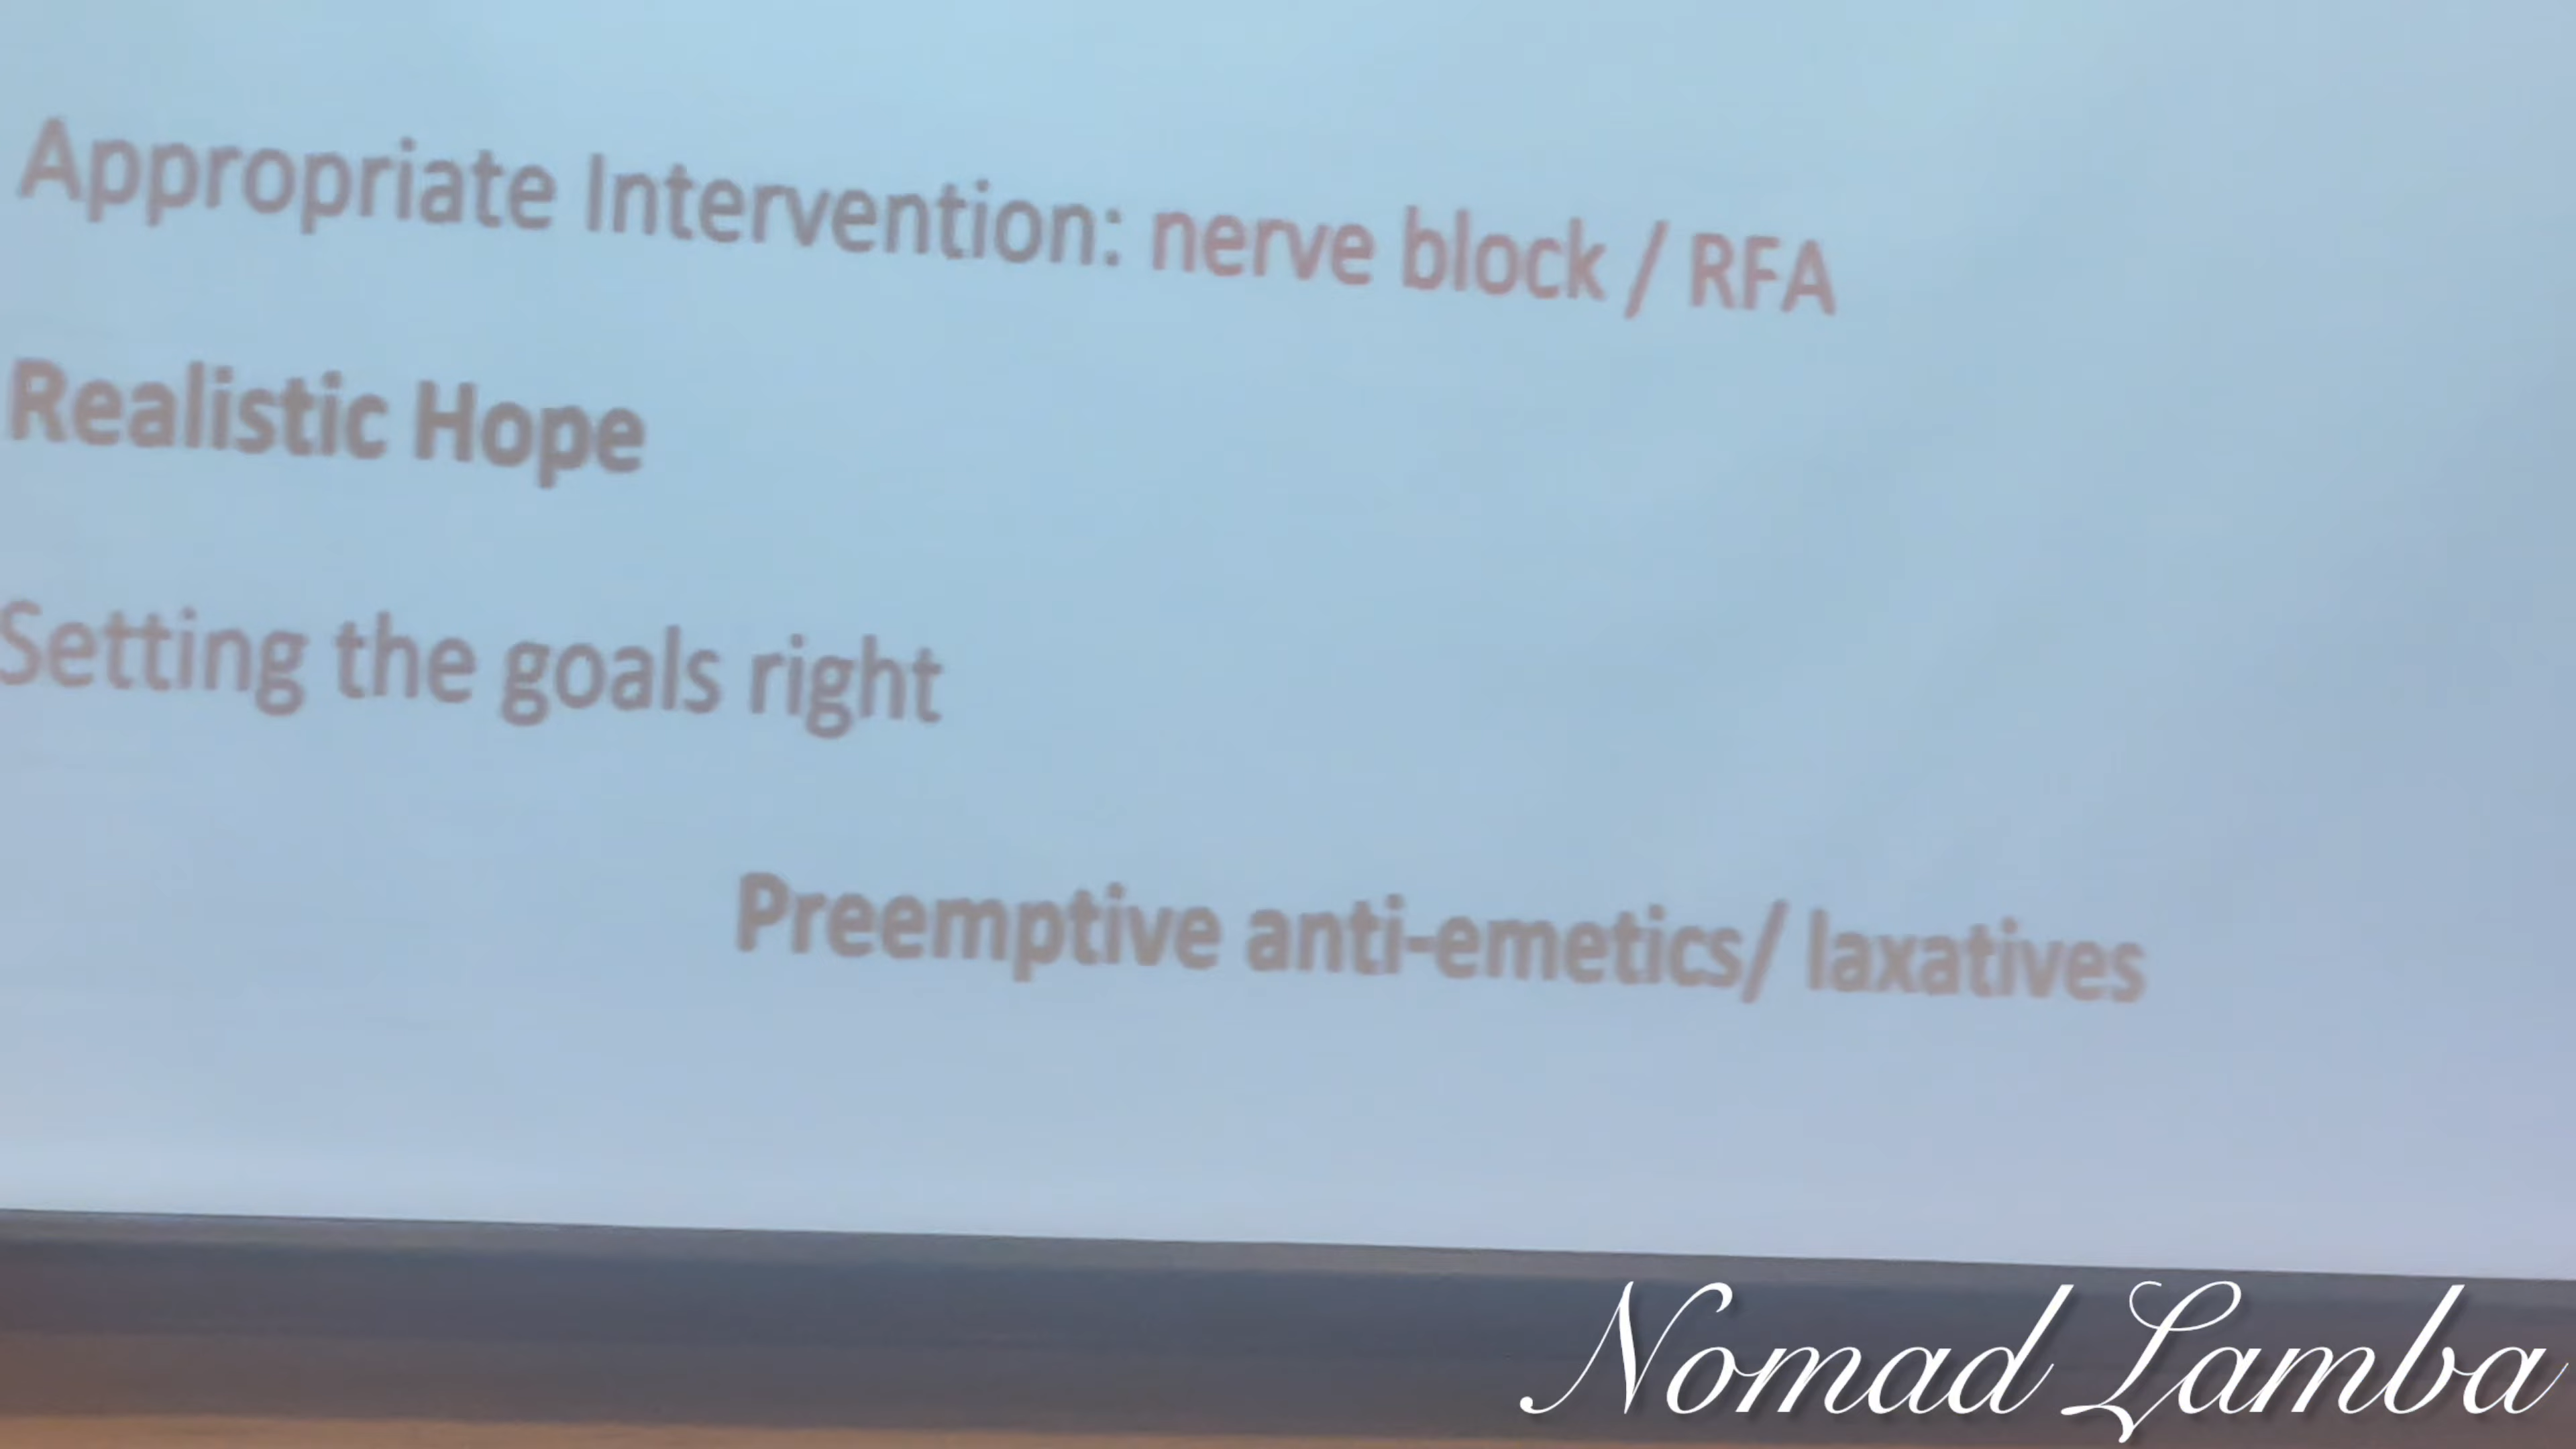 Appropriate Intervention: nerve block / RFA
Realistic Hope
Setting the goals right
Preemptive anti-emetics/ laxatives
Nomad Lamba